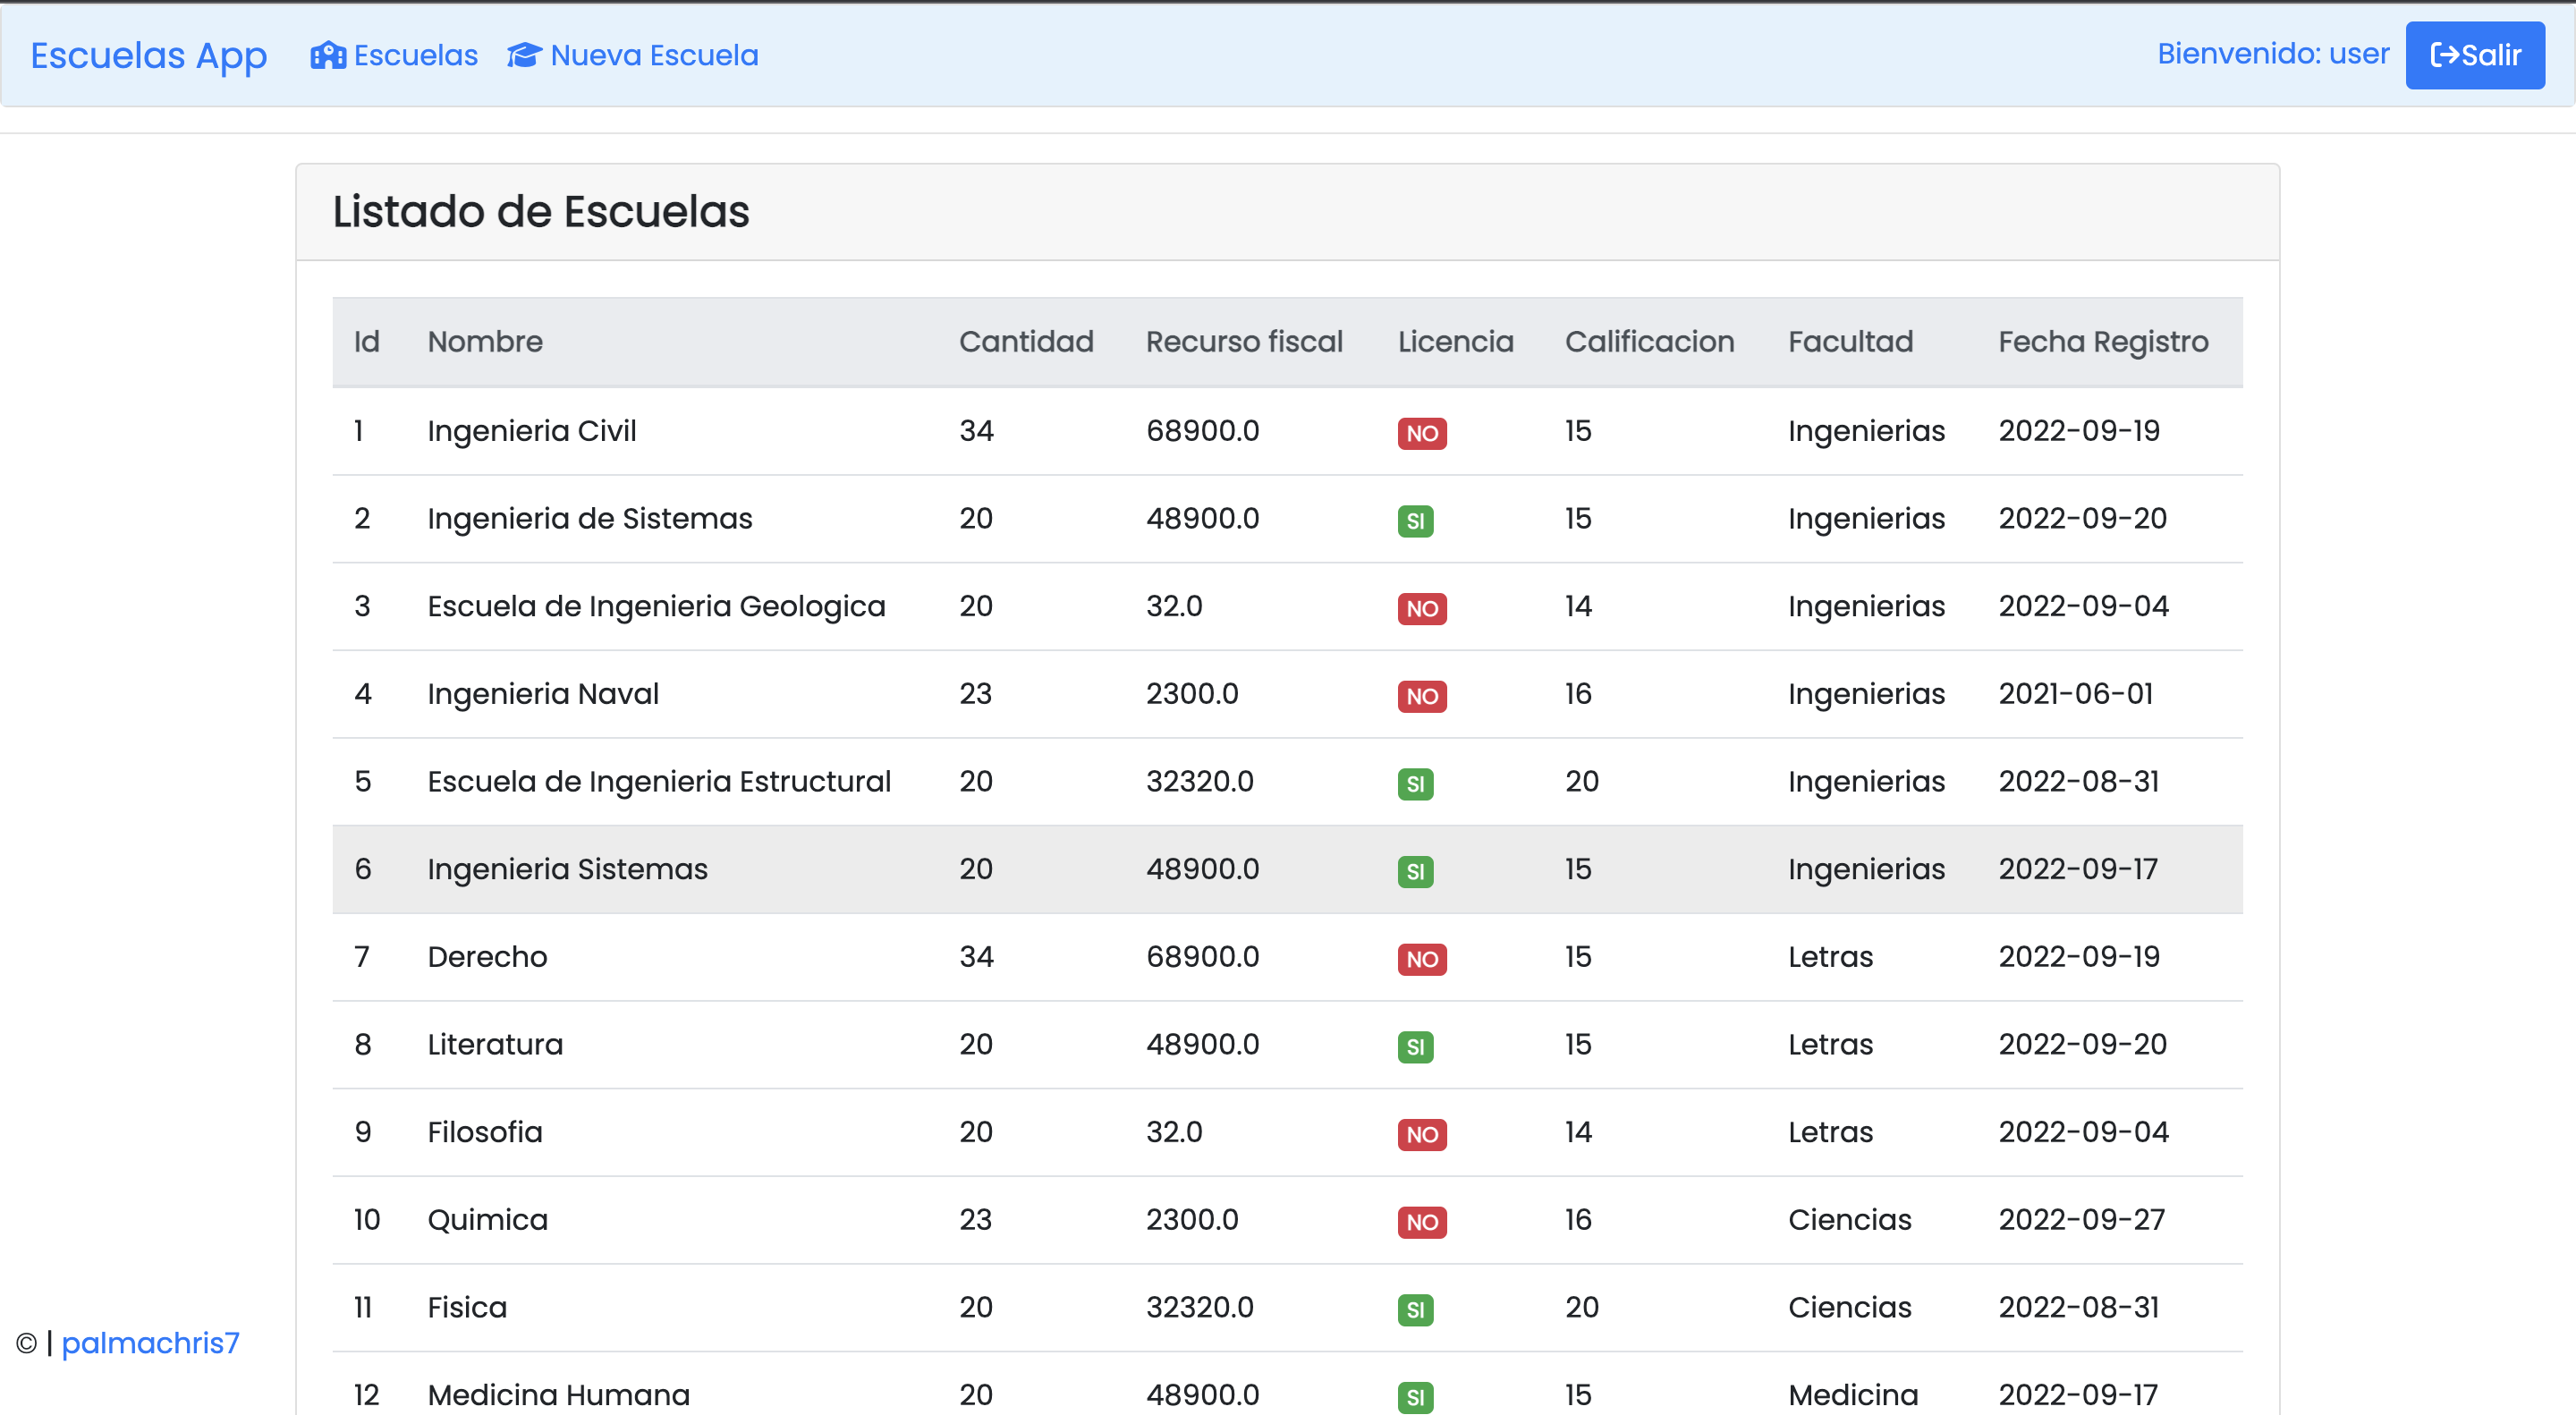 Escuelas App Escuelas Nueva Escuela Bienvenido: user Salir
Listado de Escuelas
Id Nombre Cantidad Recurso fiscal Licencia Calificacion Facultad Fecha Registro
1 Ingenieria Civil 34 68900.0 NO 15 Ingenierias 2022-09-19
2 Ingenieria de Sistemas 20 48900.0 SI 15 Ingenierias 2022-09-20
3 Escuela de Ingenieria Geologica 20 32.0 NO 14 Ingenierias 2022-09-04
4 Ingenieria Naval 23 2300.0 NO 16 Ingenierias 2021-06-01
5 Escuela de Ingenieria Estructural 20 32320.0 SI 20 Ingenierias 2022-08-31
6 Ingenieria Sistemas 20 48900.0 SI 15 Ingenierias 2022-09-17
7 Derecho 34 68900.0 NO 15 Letras 2022-09-19
8 Literatura 20 48900.0 SI 15 Letras 2022-09-20
9 Filosofia 20 32.0 NO 14 Letras 2022-09-04
10 Quimica 23 2300.0 NO 16 Ciencias 2022-09-27
11 Fisica 20 32320.0 SI 20 Ciencias 2022-08-31
© | palmachris7
12 Medicina Humana 20 48900.0 SI 15 Medicina 2022-09-17